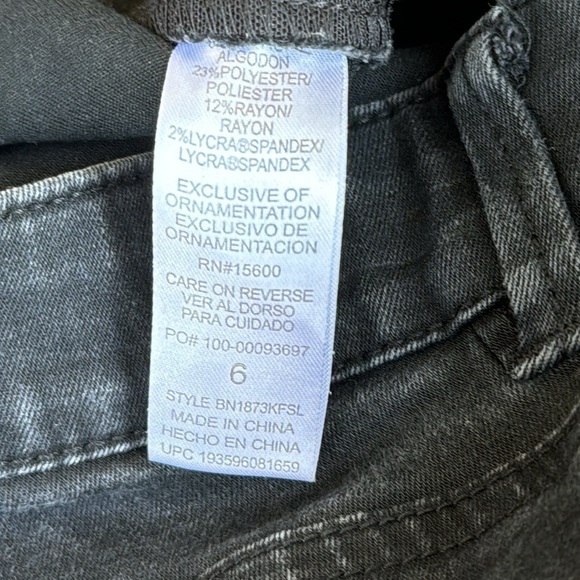 ALGODON
23%POLYESTER/
POLIESTER
12%RAYON/
RAYON
2%LYCRA®SPANDEX/
LYCRA®SPANDEX
EXCLUSIVE OF
ORNAMENTATION
EXCLUSIVO DE
ORNAMENTACION
RN#15600
CARE ON REVERSE
VER AL DORSO
PARA CUIDADO
PO# 100-00093697
6
STYLE BN1873KFSL
MADE IN CHINA
HECHO EN CHINA
UPC 193596081659